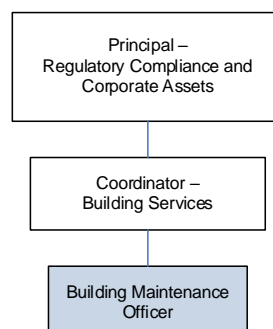 Principal –
Regulatory Compliance and
Corporate Assets
Coordinator –
Building Services
Building Maintenance
Officer